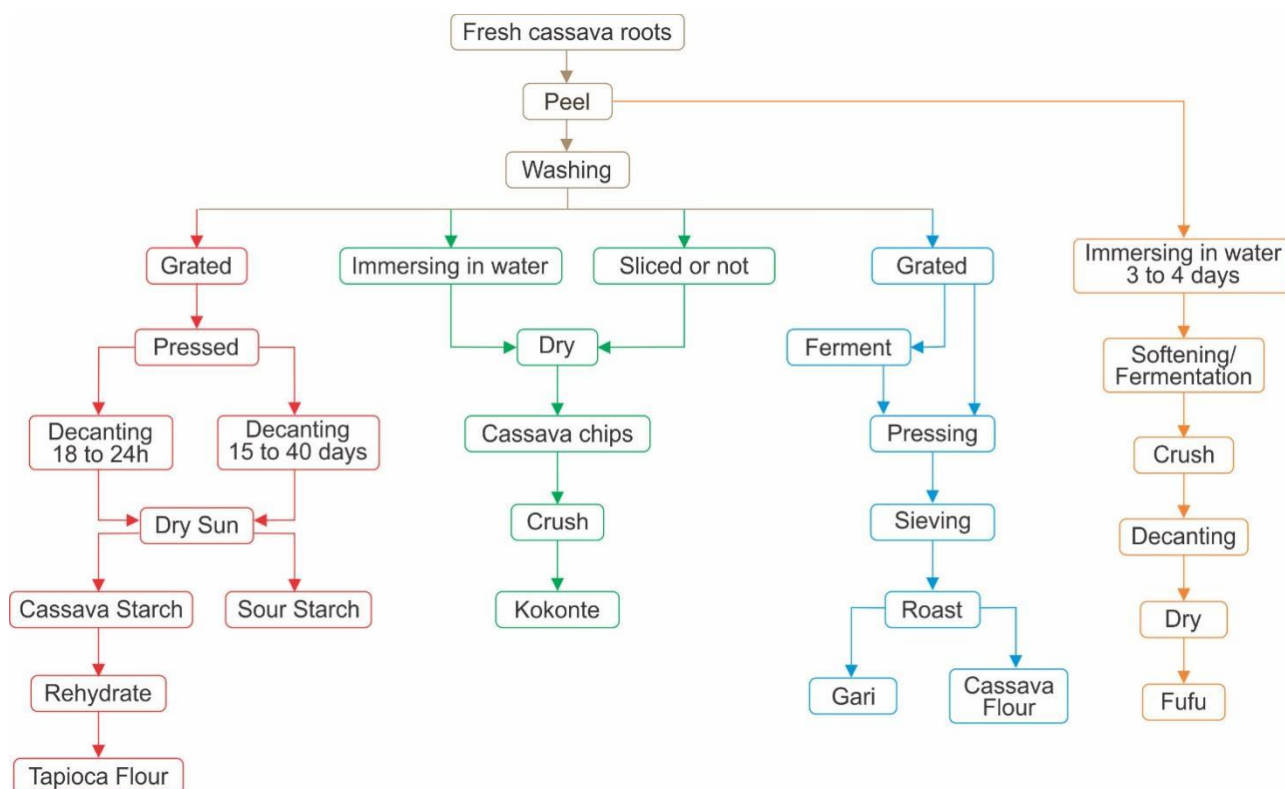 Fresh cassava roots
Peel
Washing
Grated
Immersing in water
Sliced or not
Grated
Immersing in water
3 to 4 days
Pressed
Dry
Ferment
Softening/
Fermentation
Decanting
18 to 24h
Decanting
15 to 40 days
Cassava chips
Pressing
Crush
Dry Sun
Crush
Sieving
Decanting
Cassava Starch
Sour Starch
Kokonte
Roast
Dry
Rehydrate
Gari
Cassava
Flour
Fufu
Tapioca Flour